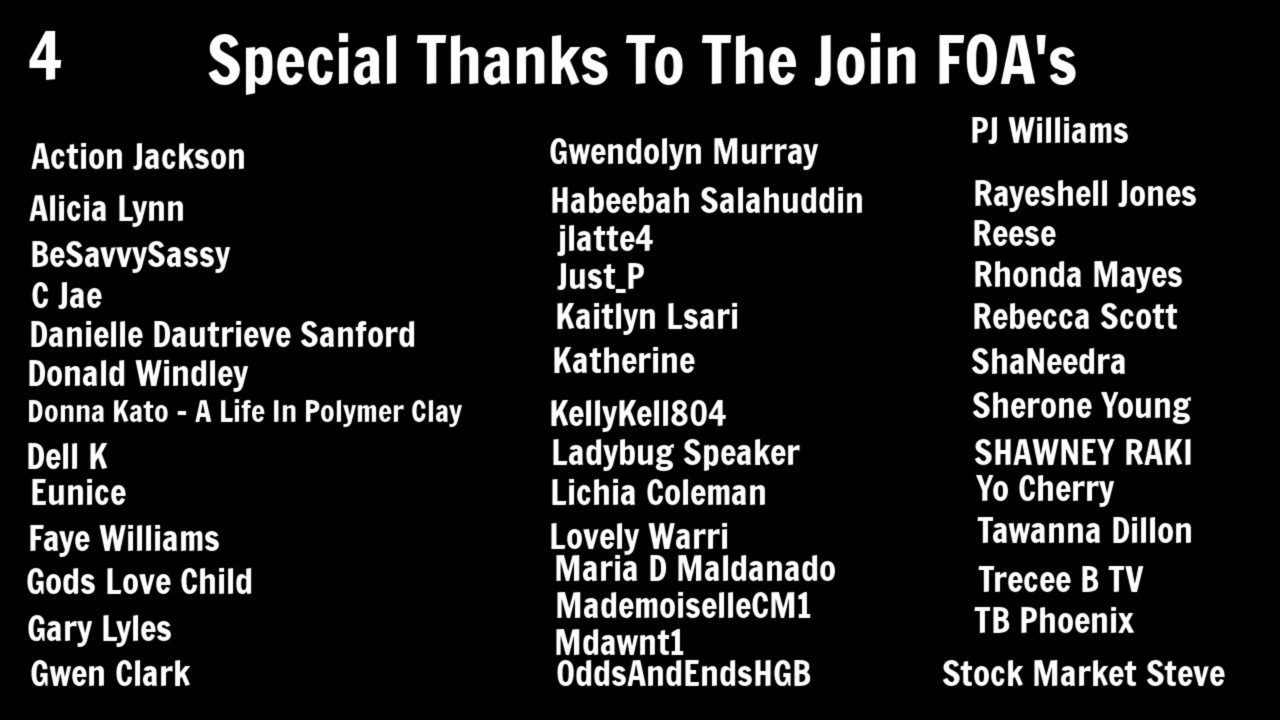 4
Special Thanks To The Join FOA's
Action Jackson
Alicia Lynn
BeSavvySassy
C Jae
Danielle Dautrieve Sanford
Donald Windley
Donna Kato - A Life In Polymer Clay
Dell K
Eunice
Faye Williams
Gods Love Child
Gary Lyles
Gwen Clark
Gwendolyn Murray
Habeebah Salahuddin
jlatte4
Just_P
Kaitlyn Lsari
Katherine
KellyKell804
Ladybug Speaker
Lichia Coleman
Lovely Warri
Maria D Maldanado
MademoiselleCM1
Mdawnt1
OddsAndEndsHGB
PJ Williams
Rayeshell Jones
Reese
Rhonda Mayes
Rebecca Scott
ShaNeedra
Sherone Young
SHAWNEY RAKI
Yo Cherry
Tawanna Dillon
Trecee B TV
TB Phoenix
Stock Market Steve